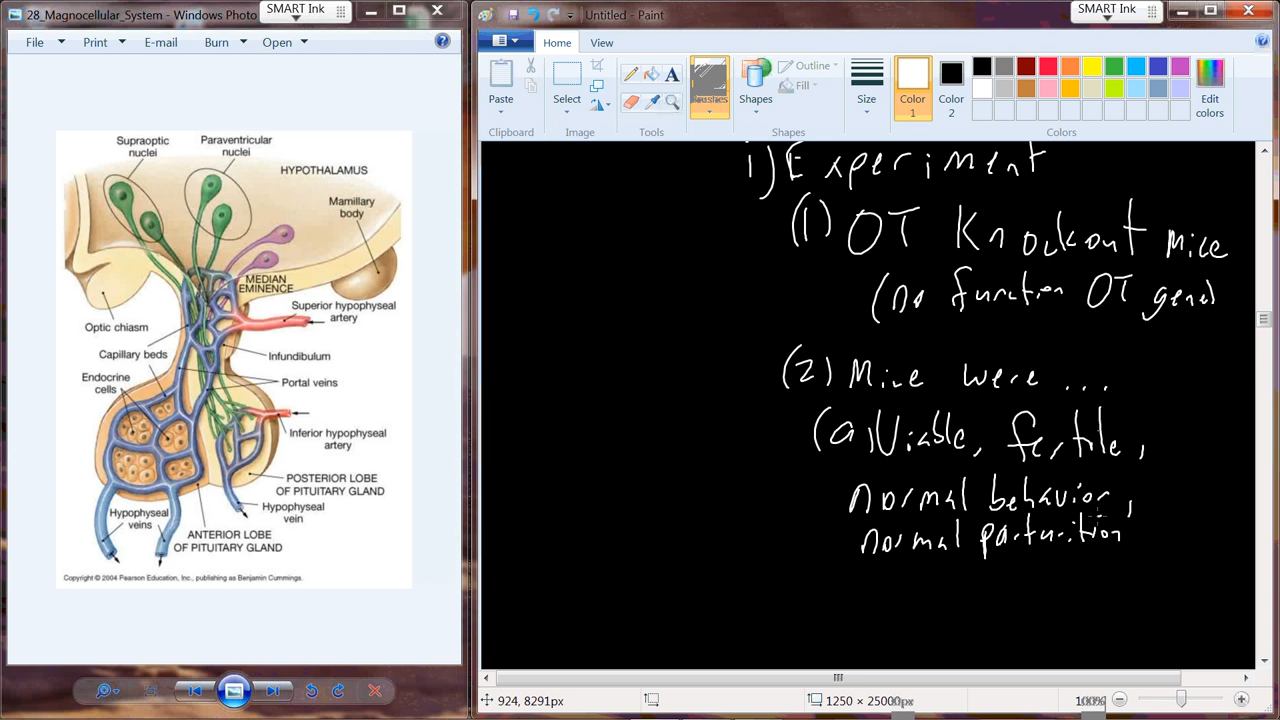 28_Magnocellular_System - Windows Photo
SMART Ink
File Print E-mail Burn Open
Supraoptic
nuclei
Paraventricular
nuclei
HYPOTHALAMUS
Mamillary
body
MEDIAN
EMINENCE
Superior hypophyseal
artery
Optic chiasm
Capillary beds
Infundibulum
Endocrine
cells
Portal veins
Inferior hypophyseal
artery
POSTERIOR LOBE
OF PITUITARY GLAND
Hypophyseal
vein
Hypophyseal
veins
ANTERIOR LOBE
OF PITUITARY GLAND
Copyright © 2004 Pearson Education, Inc., publishing as Benjamin Cummings.
Untitled - Paint
SMART Ink
Home View
Paste
Clipboard
Select
Image
A
Tools
Brushes
Shapes
Outline
Fill
Shapes
Size
Color
1
Color
2
Edit
colors
Colors
i) Experiment
(1) OT Knockout Mice
(no function OT gene)
(2) Mice were ...
(a) Viable, fertile,
normal behavior,
normal parturition
924, 8291px
1250 × 25000px
100%